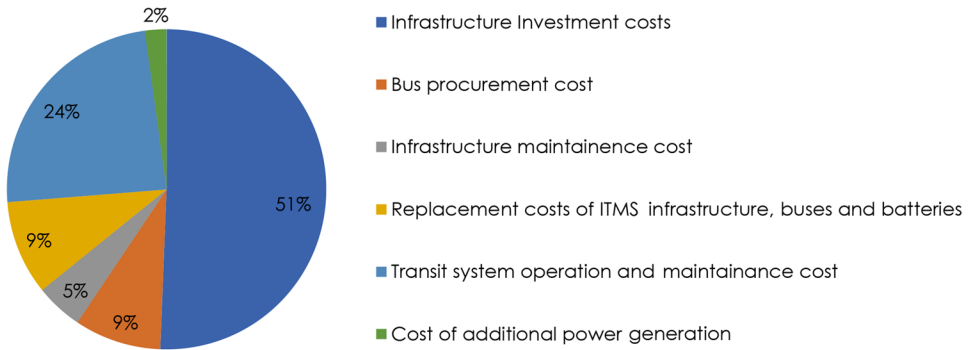 2%
24%
51%
9%
5%
9%
Infrastructure Investment costs
Bus procurement cost
Infrastructure maintainence cost
Replacement costs of ITMS infrastructure, buses and batteries
Transit system operation and maintainance cost
Cost of additional power generation